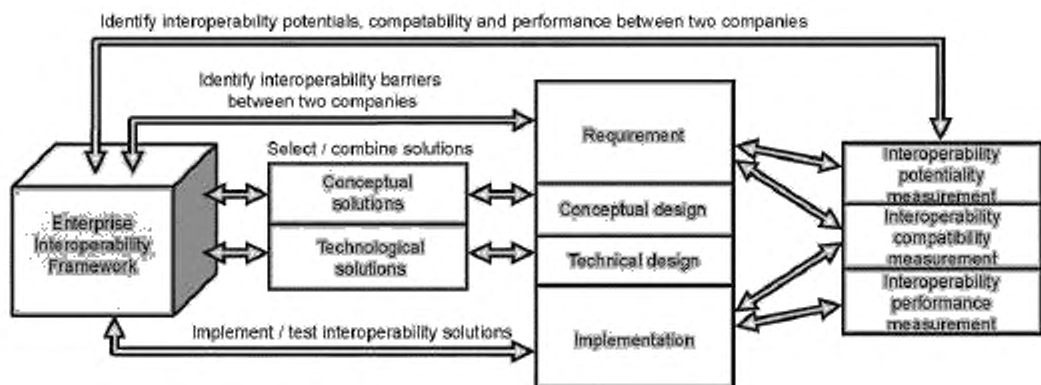 Identify interoperability potentials, compatability and performance between two companies
Identify interoperability barriers
between two companies
Select / combine solutions
Enterprise
Interoperability
Framework
Conceptual
solutions
Technological
solutions
Requirement
Conceptual design
Technical design
Implementation
Interoperability
potentiality
measurement
Interoperability
compatibility
measurement
Interoperability
performance
measurement
Implement / test interoperability solutions